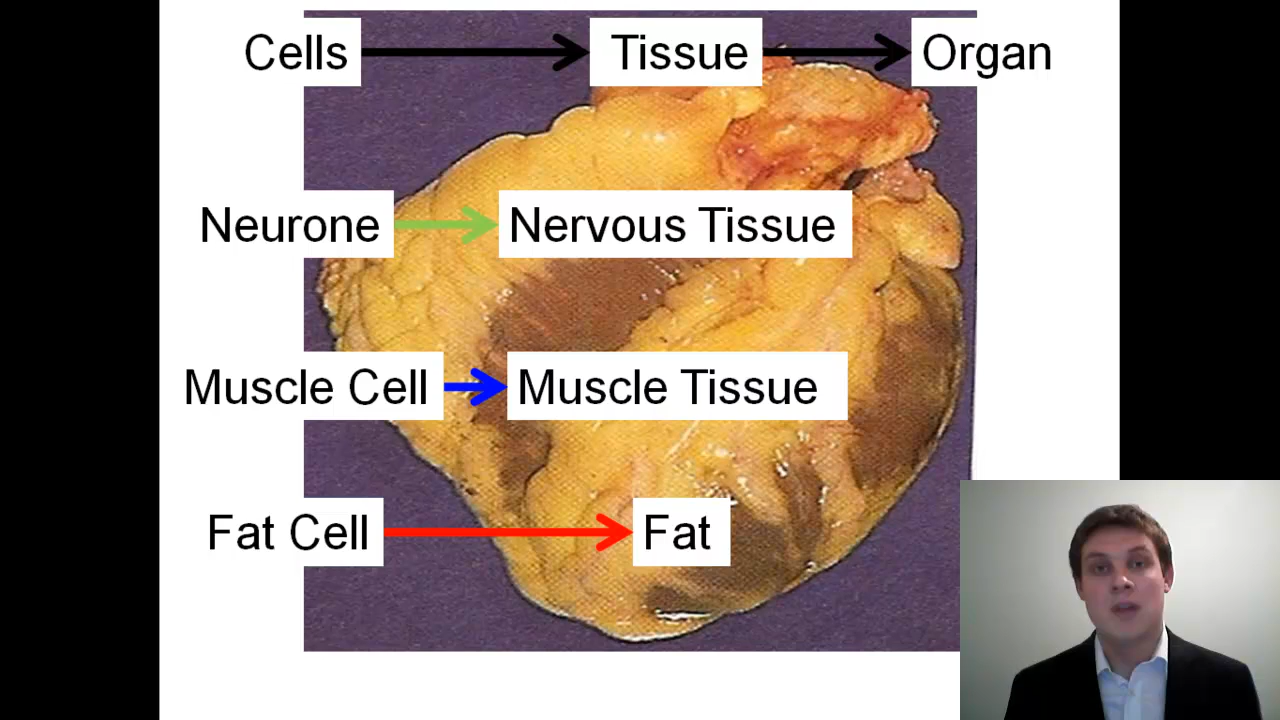 Cells Tissue Organ
Neurone Nervous Tissue
Muscle Cell Muscle Tissue
Fat Cell Fat